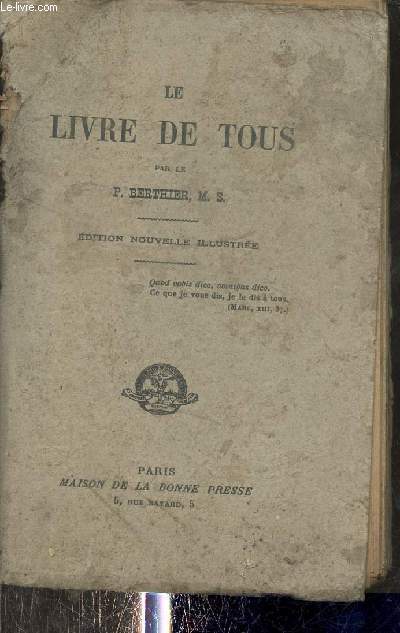 Le-livre.com
LE
LIVRE DE TOUS
PAR LE
P. BERTHIER, M. S.
ÉDITION NOUVELLE ILLUSTRÉE
Quod vobis dico, omnibus dico.
Ce que je vous dis, je le dis à tous.
(MARC, XIII, 37.)
PARIS
MAISON DE LA BONNE PRESSE
5, RUE BAYARD, 5